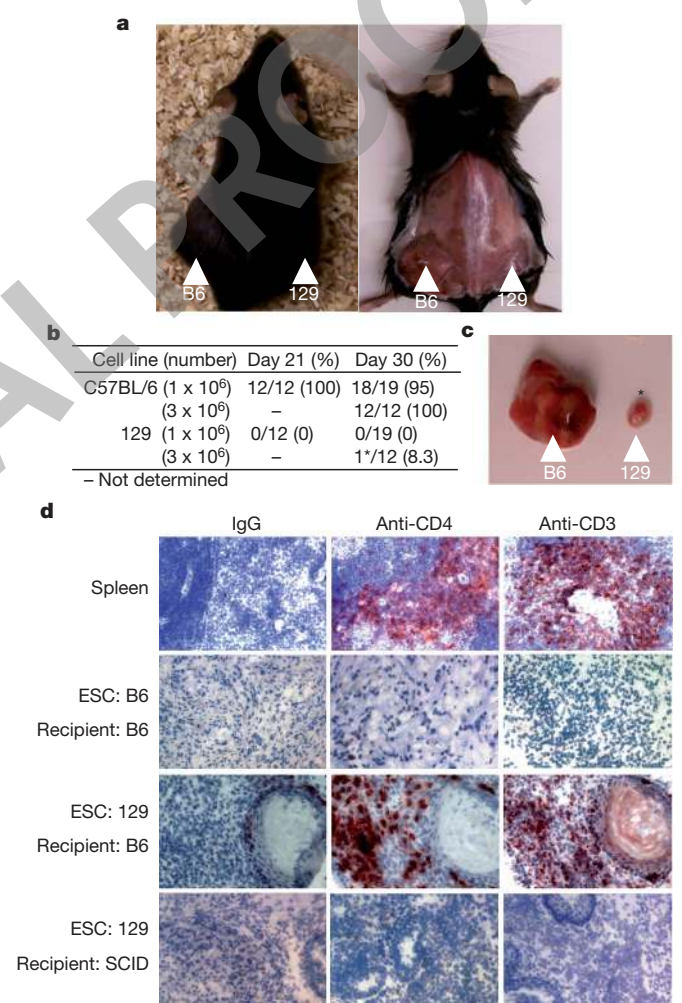 a
B6 129
B6 129
b
Cell line (number) Day 21 (%) Day 30 (%)
C57BL/6 (1 x 10⁶) 12/12 (100) 18/19 (95)
(3 x 10⁶) – 12/12 (100)
129 (1 x 10⁶) 0/12 (0) 0/19 (0)
(3 x 10⁶) – 1*/12 (8.3)
– Not determined
c
*
B6 129
d
IgG Anti-CD4 Anti-CD3
Spleen
ESC: B6
Recipient: B6
ESC: 129
Recipient: B6
ESC: 129
Recipient: SCID